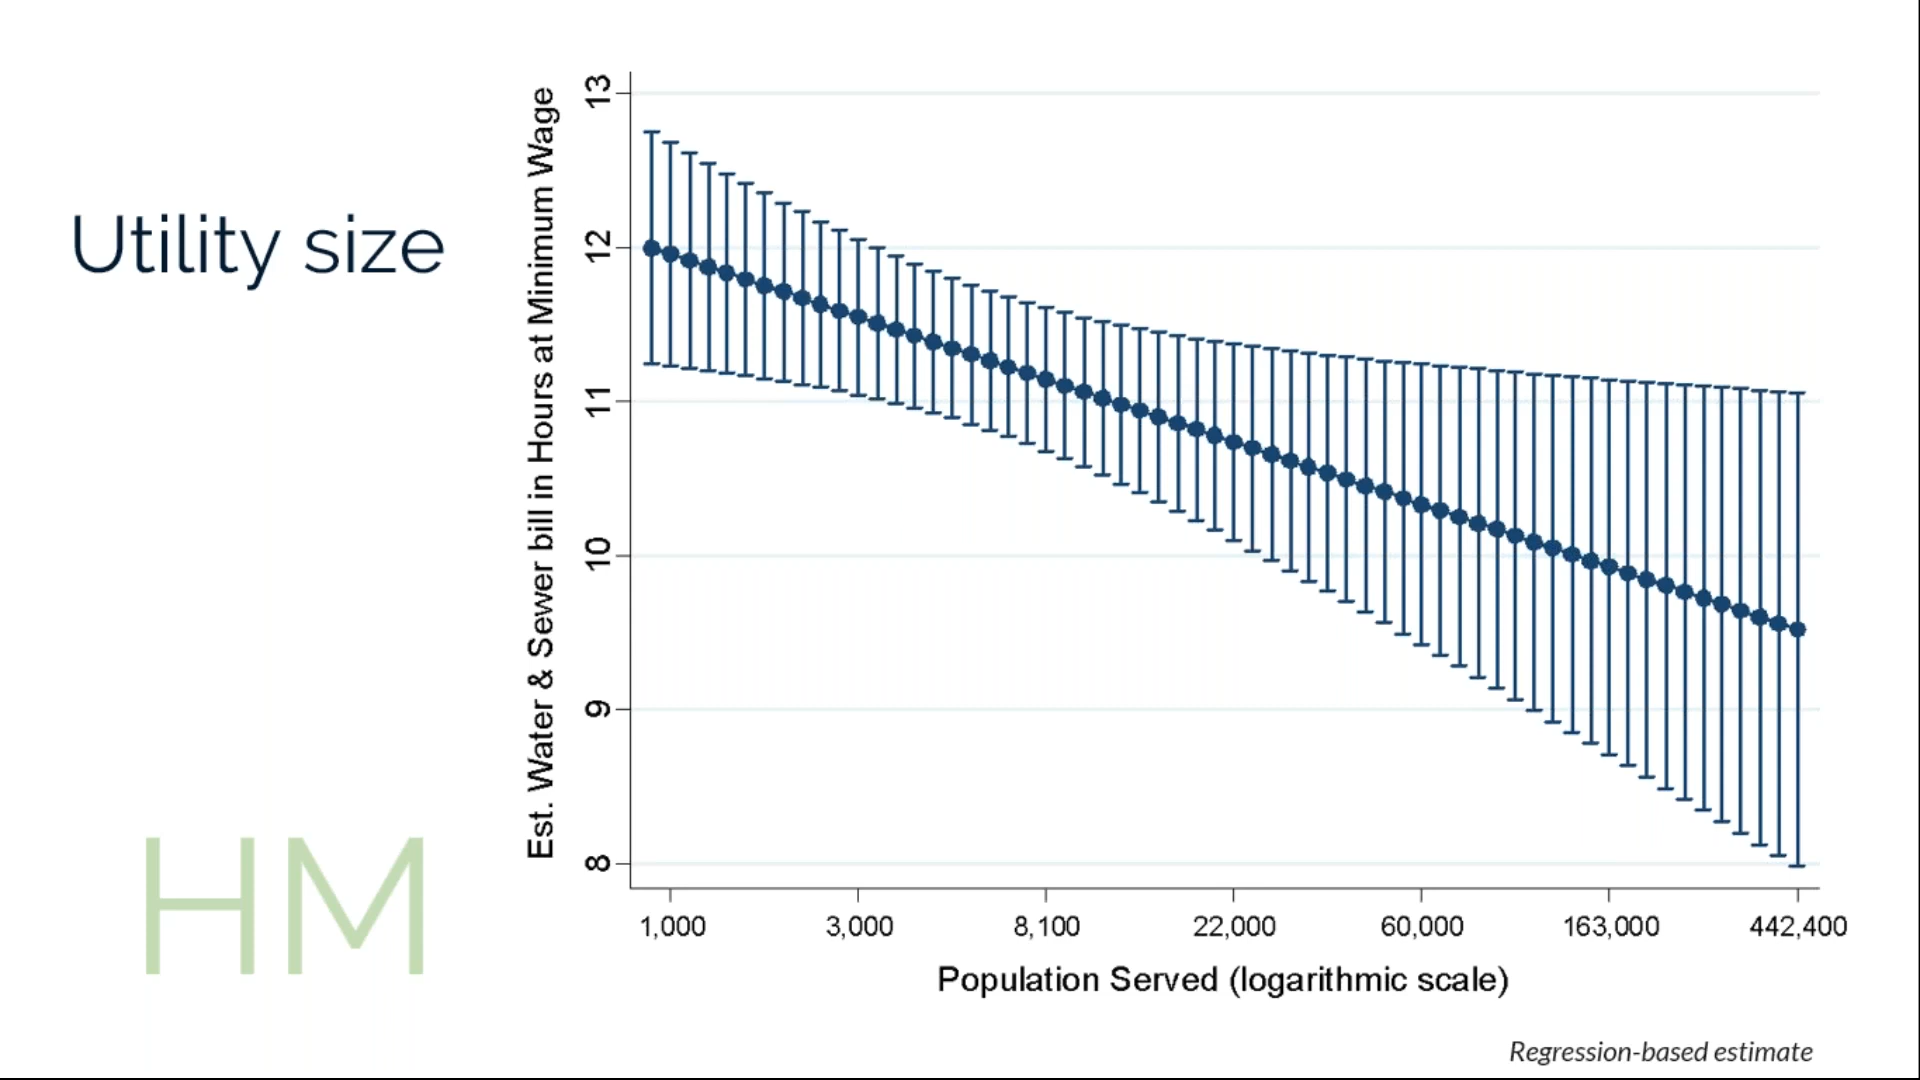 Utility size
HM
Est. Water & Sewer bill in Hours at Minimum Wage
13
12
11
10
9
8
1,000 3,000 8,100 22,000 60,000 163,000 442,400
Population Served (logarithmic scale)
Regression-based estimate